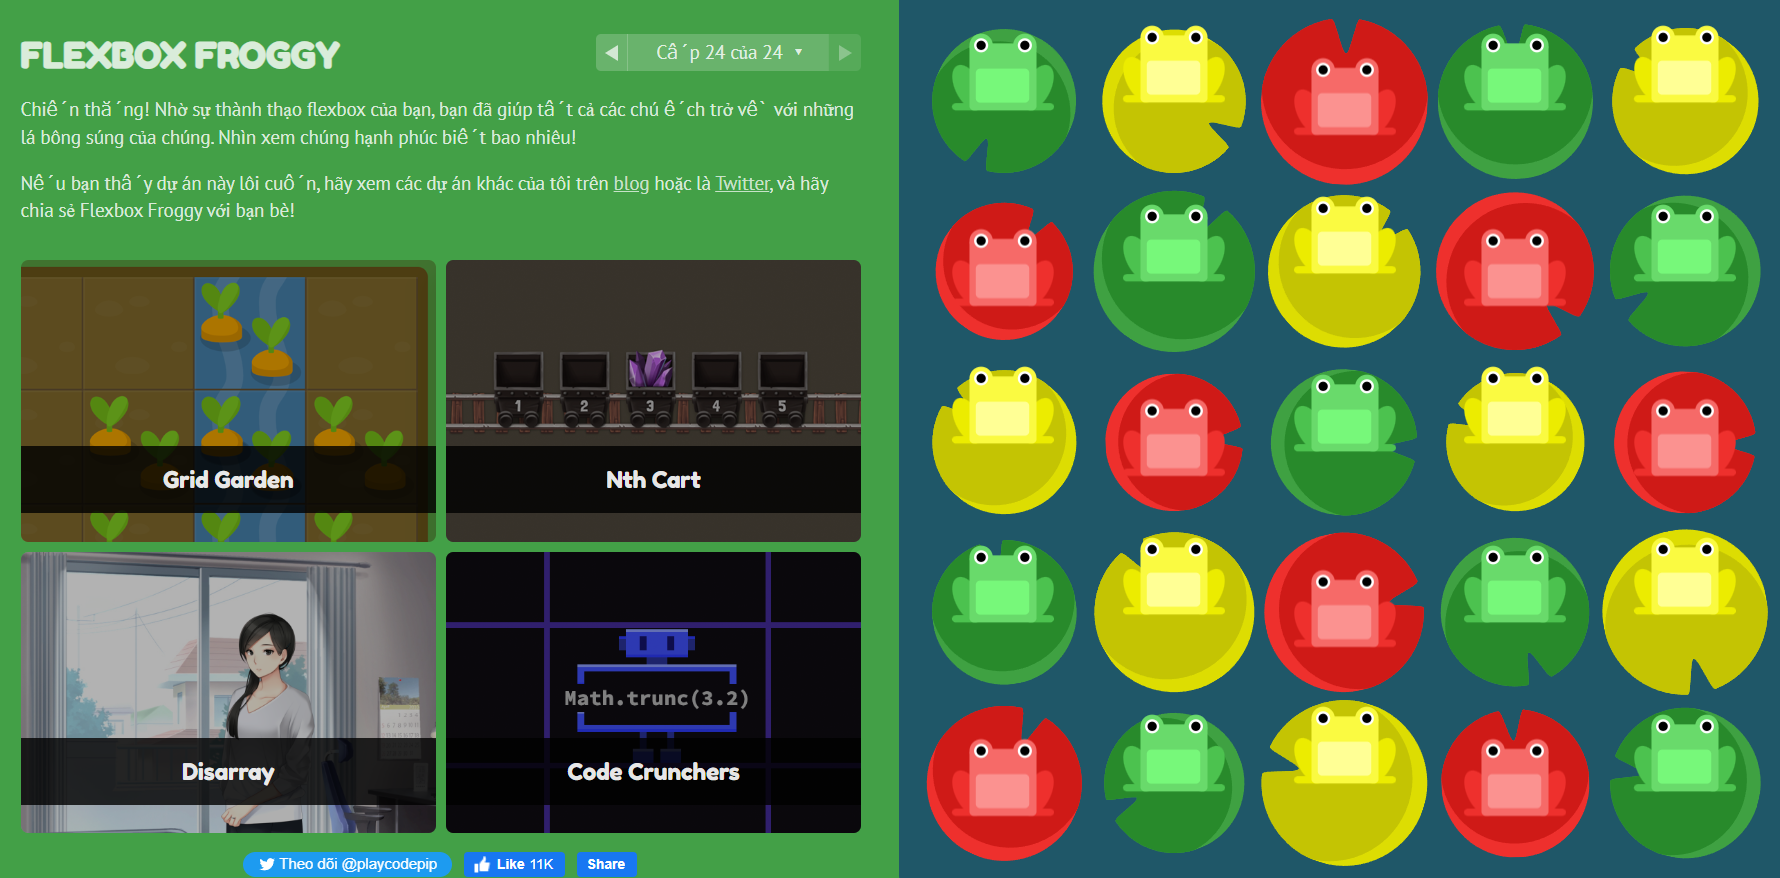 FLEXBOX FROGGY
Cấp 24 của 24
Chiến thắng! Nhờ sự thành thạo flexbox của bạn, bạn đã giúp tất cả các chú ếch trở về với những
lá bông súng của chúng. Nhìn xem chúng hạnh phúc biết bao nhiêu!
Nếu bạn thấy dự án này lôi cuốn, hãy xem các dự án khác của tôi trên blog hoặc là Twitter, và hãy
chia sẻ Flexbox Froggy với bạn bè!
1 2 3 4 5
Grid Garden
Nth Cart
Math.trunc(3.2)
Disarray
Code Crunchers
Theo dõi @playcodepip
Like 11K
Share